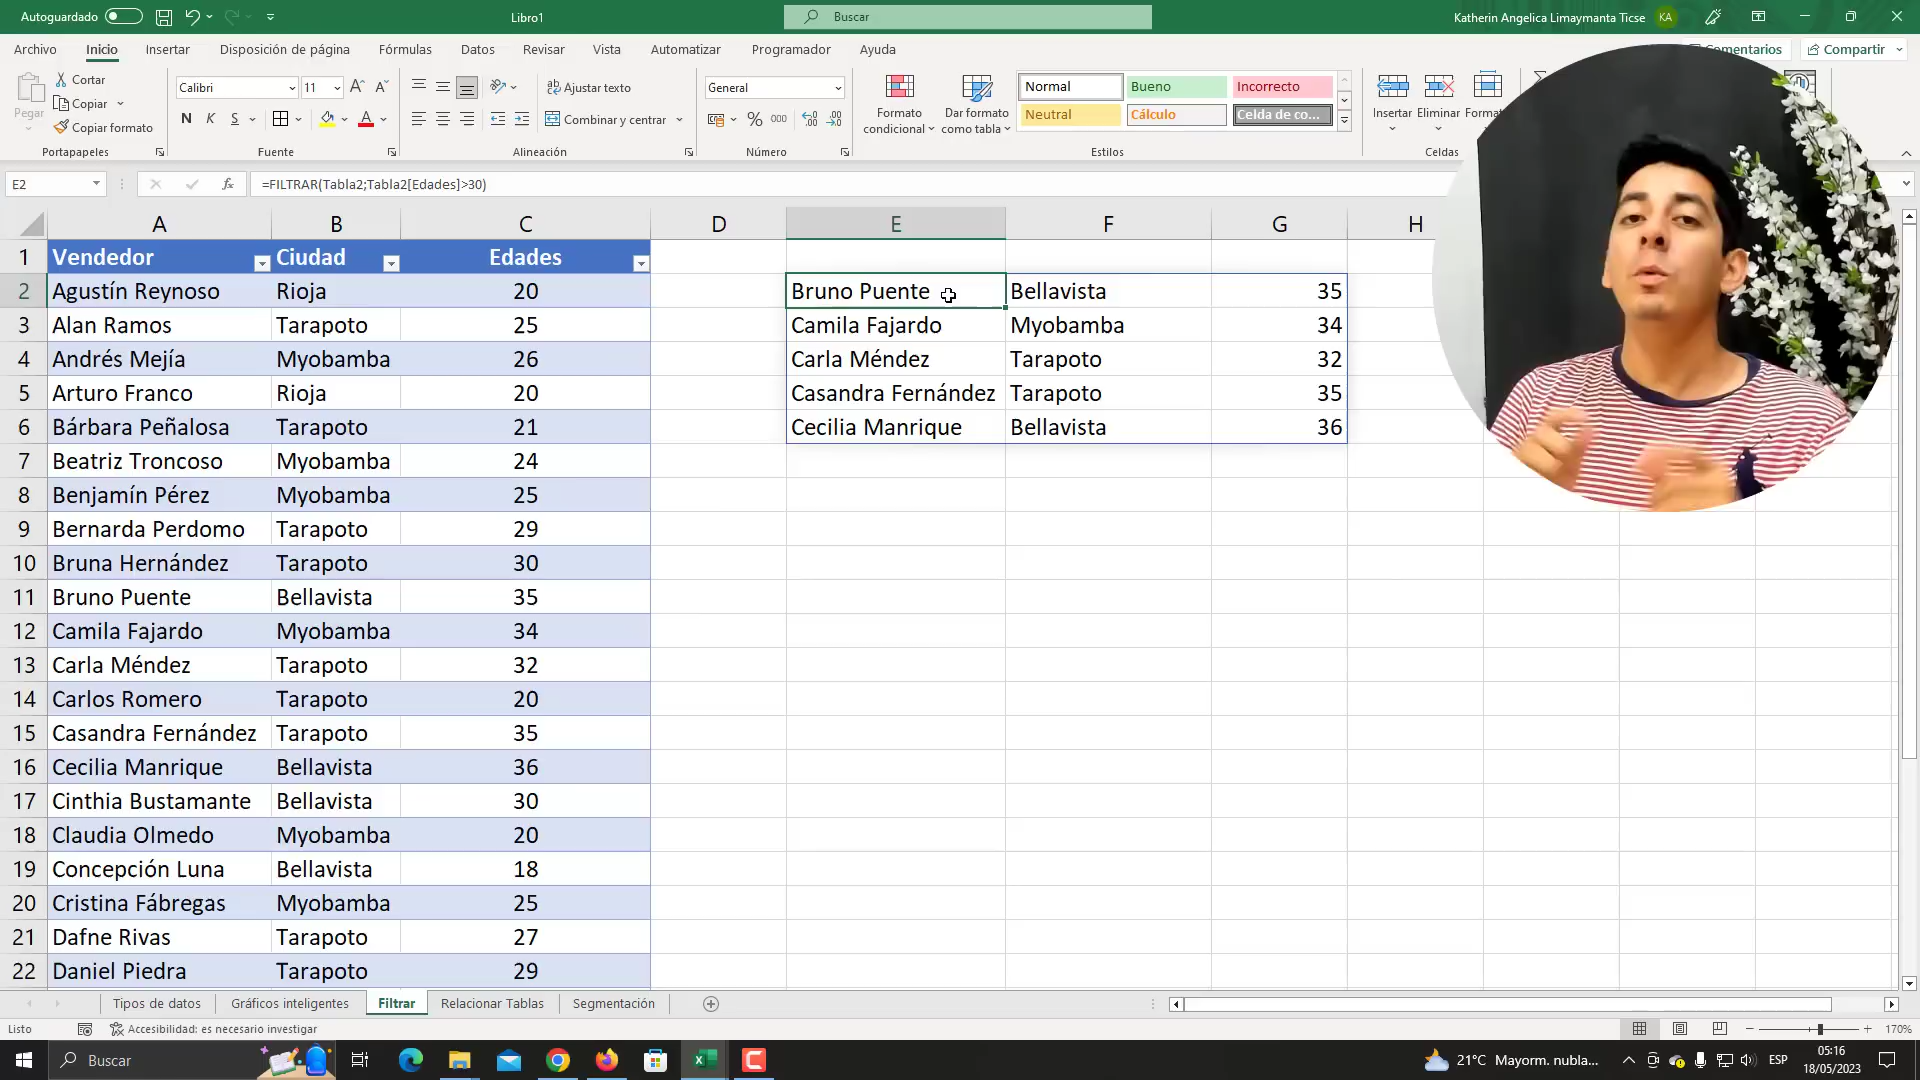 Autoguardado
Libro1
Buscar
Katherin Angelica Limaymanta Ticse KA
Archivo Inicio Insertar Disposición de página Fórmulas Datos Revisar Vista Automatizar Programador Ayuda
Comentarios Compartir
Pegar
Cortar
Copiar
Copiar formato
Portapapeles
Calibri 11
N K S
Fuente
Ajustar texto
Combinar y centrar
Alineación
General
% 000
Número
Formato condicional
Dar formato como tabla
Normal Bueno Incorrecto
Neutral Cálculo Celda de co...
Estilos
Insertar Eliminar Format
Celdas
E2 fx =FILTRAR(Tabla2;Tabla2[Edades]>30)
A B C D E F G H
1 Vendedor Ciudad Edades
2 Agustín Reynoso Rioja 20 Bruno Puente Bellavista 35
3 Alan Ramos Tarapoto 25 Camila Fajardo Myobamba 34
4 Andrés Mejía Myobamba 26 Carla Méndez Tarapoto 32
5 Arturo Franco Rioja 20 Casandra Fernández Tarapoto 35
6 Bárbara Peñalosa Tarapoto 21 Cecilia Manrique Bellavista 36
7 Beatriz Troncoso Myobamba 24
8 Benjamín Pérez Myobamba 25
9 Bernarda Perdomo Tarapoto 29
10 Bruna Hernández Tarapoto 30
11 Bruno Puente Bellavista 35
12 Camila Fajardo Myobamba 34
13 Carla Méndez Tarapoto 32
14 Carlos Romero Tarapoto 20
15 Casandra Fernández Tarapoto 35
16 Cecilia Manrique Bellavista 36
17 Cinthia Bustamante Bellavista 30
18 Claudia Olmedo Myobamba 20
19 Concepción Luna Bellavista 18
20 Cristina Fábregas Myobamba 25
21 Dafne Rivas Tarapoto 27
22 Daniel Piedra Tarapoto 29
Tipos de datos Gráficos inteligentes Filtrar Relacionar Tablas Segmentación
Listo Accesibilidad: es necesario investigar 170%
Buscar
21°C Mayorm. nubla... ESP
05:16
18/05/2023